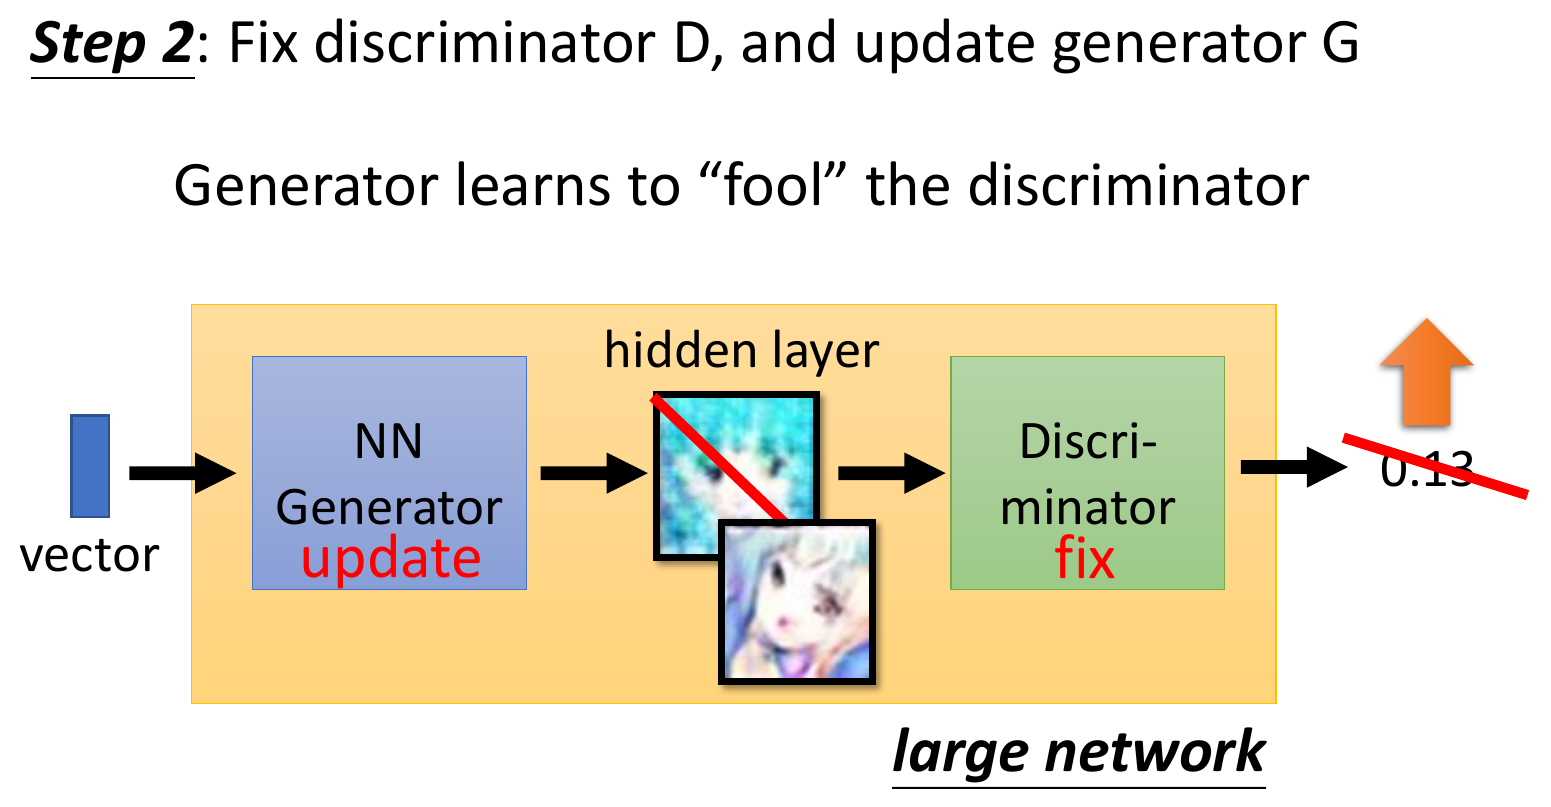 Step 2: Fix discriminator D, and update generator G
Generator learns to “fool” the discriminator
hidden layer
NN
Generator
update
Discri-
minator
fix
0.13
vector
large network